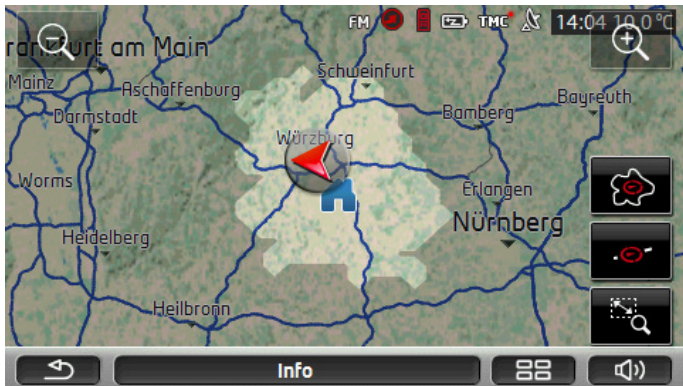 FM TMC 14:04 10.0°C
Frankfurt am Main
Mainz
Aschaffenburg
Schweinfurt
Darmstadt
Bamberg
Bayreuth
Würzburg
Worms
Erlangen
Nürnberg
Heidelberg
Heilbronn
Info